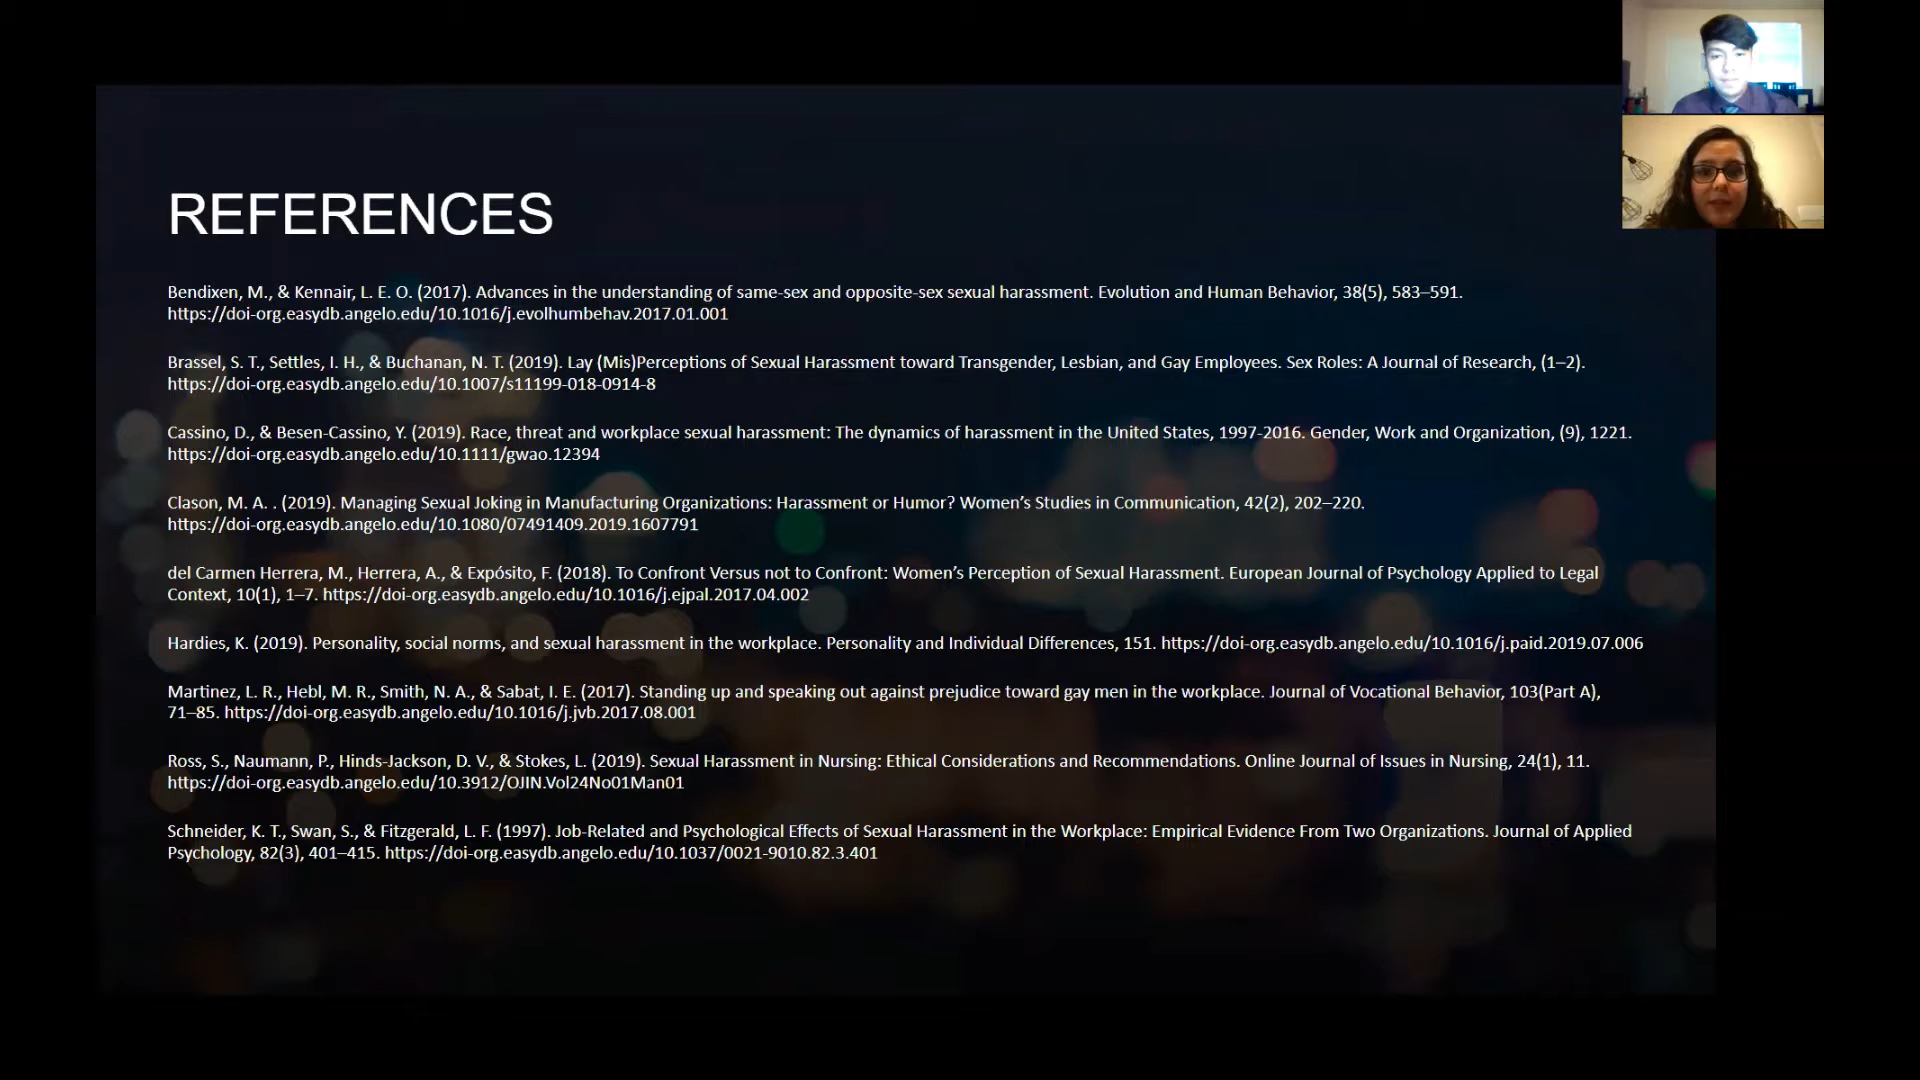 REFERENCES
Bendixen, M., & Kennair, L. E. O. (2017). Advances in the understanding of same-sex and opposite-sex sexual harassment. Evolution and Human Behavior, 38(5), 583–591.
https://doi-org.easydb.angelo.edu/10.1016/j.evolhumbehav.2017.01.001
Brassel, S. T., Settles, I. H., & Buchanan, N. T. (2019). Lay (Mis)Perceptions of Sexual Harassment toward Transgender, Lesbian, and Gay Employees. Sex Roles: A Journal of Research, (1–2).
https://doi-org.easydb.angelo.edu/10.1007/s11199-018-0914-8
Cassino, D., & Besen-Cassino, Y. (2019). Race, threat and workplace sexual harassment: The dynamics of harassment in the United States, 1997-2016. Gender, Work and Organization, (9), 1221.
https://doi-org.easydb.angelo.edu/10.1111/gwao.12394
Clason, M. A. . (2019). Managing Sexual Joking in Manufacturing Organizations: Harassment or Humor? Women’s Studies in Communication, 42(2), 202–220.
https://doi-org.easydb.angelo.edu/10.1080/07491409.2019.1607791
del Carmen Herrera, M., Herrera, A., & Expósito, F. (2018). To Confront Versus not to Confront: Women’s Perception of Sexual Harassment. European Journal of Psychology Applied to Legal
Context, 10(1), 1–7. https://doi-org.easydb.angelo.edu/10.1016/j.ejpal.2017.04.002
Hardies, K. (2019). Personality, social norms, and sexual harassment in the workplace. Personality and Individual Differences, 151. https://doi-org.easydb.angelo.edu/10.1016/j.paid.2019.07.006
Martinez, L. R., Hebl, M. R., Smith, N. A., & Sabat, I. E. (2017). Standing up and speaking out against prejudice toward gay men in the workplace. Journal of Vocational Behavior, 103(Part A),
71–85. https://doi-org.easydb.angelo.edu/10.1016/j.jvb.2017.08.001
Ross, S., Naumann, P., Hinds-Jackson, D. V., & Stokes, L. (2019). Sexual Harassment in Nursing: Ethical Considerations and Recommendations. Online Journal of Issues in Nursing, 24(1), 11.
https://doi-org.easydb.angelo.edu/10.3912/OJIN.Vol24No01Man01
Schneider, K. T., Swan, S., & Fitzgerald, L. F. (1997). Job-Related and Psychological Effects of Sexual Harassment in the Workplace: Empirical Evidence From Two Organizations. Journal of Applied
Psychology, 82(3), 401–415. https://doi-org.easydb.angelo.edu/10.1037/0021-9010.82.3.401